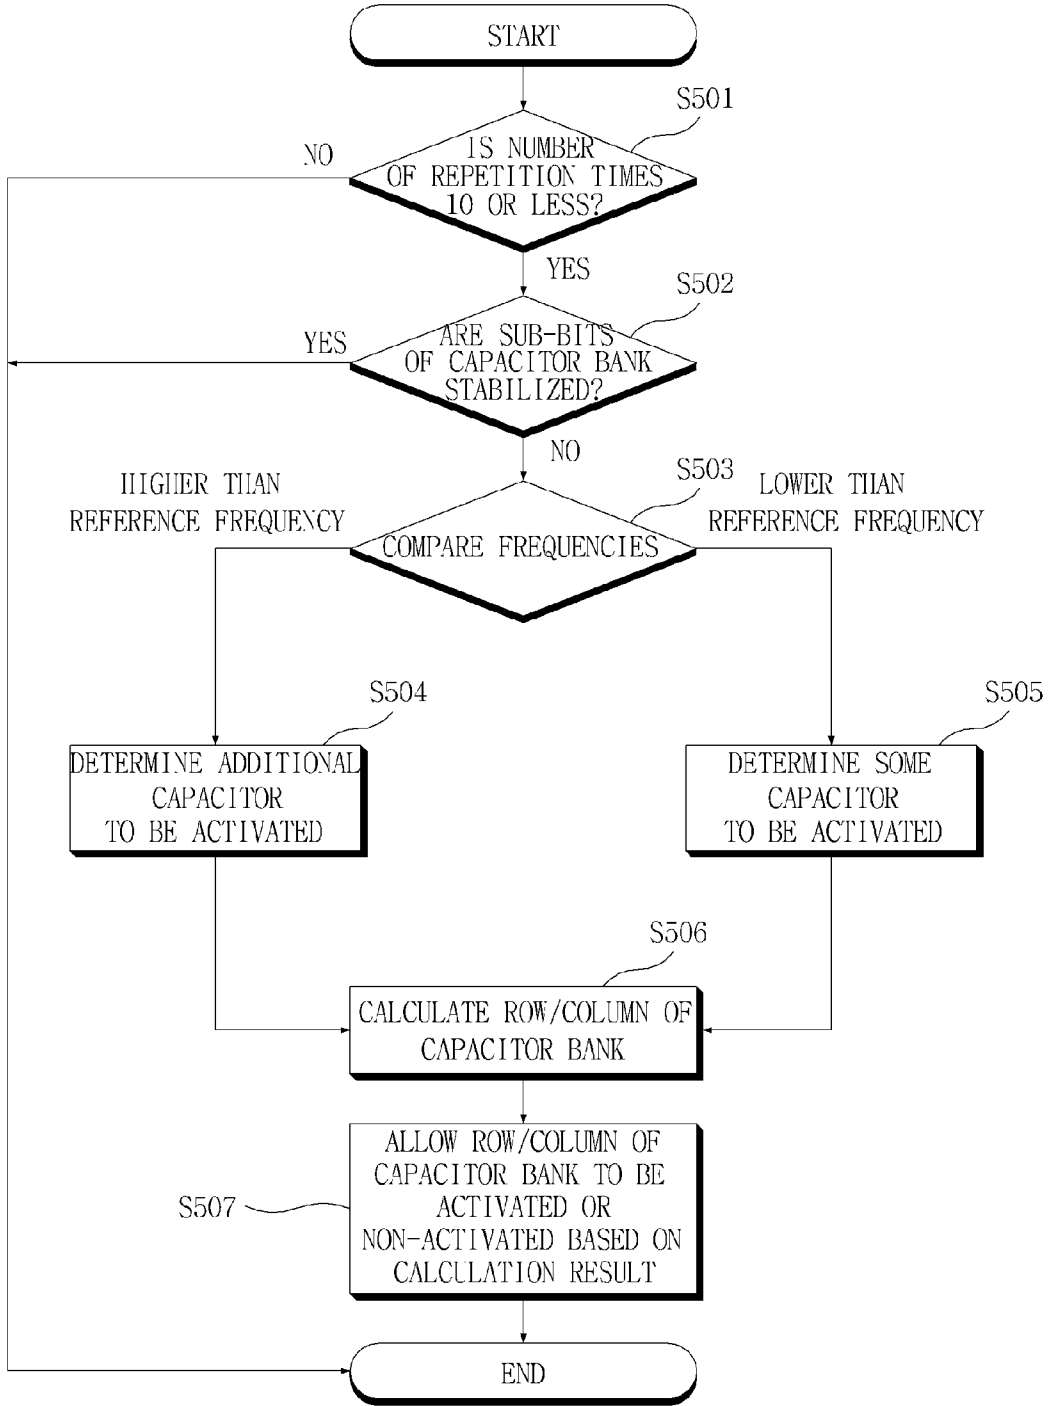 START
S501
IS NUMBER
OF REPETITION TIMES
10 OR LESS?
NO
YES
S502
ARE SUB-BITS
OF CAPACITOR BANK
STABILIZED?
YES
NO
S503
COMPARE FREQUENCIES
HIGHER THAN
REFERENCE FREQUENCY
LOWER THAN
REFERENCE FREQUENCY
S504
DETERMINE ADDITIONAL
CAPACITOR
TO BE ACTIVATED
S505
DETERMINE SOME
CAPACITOR
TO BE ACTIVATED
S506
CALCULATE ROW/COLUMN OF
CAPACITOR BANK
S507
ALLOW ROW/COLUMN OF
CAPACITOR BANK TO BE
ACTIVATED OR
NON-ACTIVATED BASED ON
CALCULATION RESULT
END